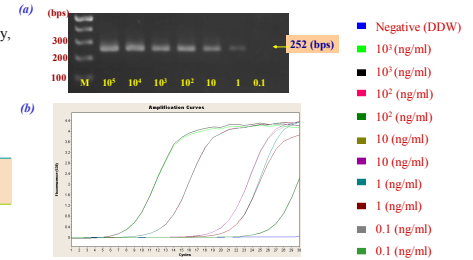 (a)
(bps)
y,
300
200
100
252 (bps)
M 10⁵ 10⁴ 10³ 10² 10 1 0.1
(b)
Amplification Curves
Cycles
Negative (DDW)
10³ (ng/ml)
10³ (ng/ml)
10² (ng/ml)
10² (ng/ml)
10 (ng/ml)
10 (ng/ml)
1 (ng/ml)
1 (ng/ml)
0.1 (ng/ml)
0.1 (ng/ml)